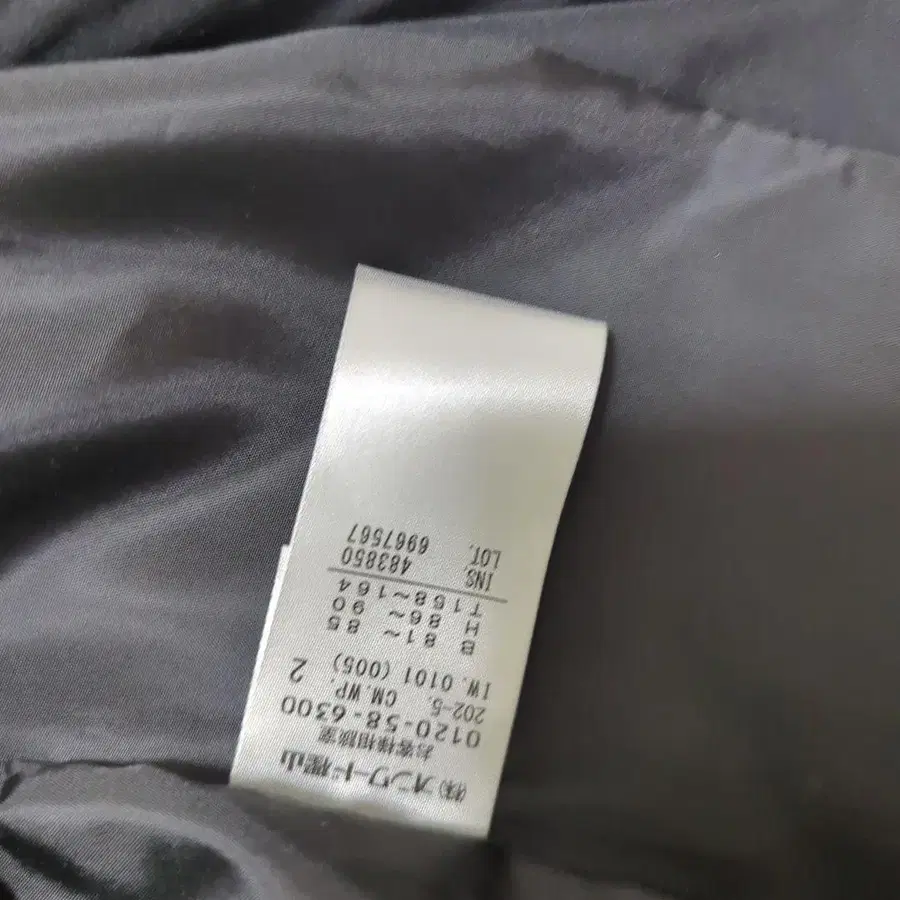 ㈱オンワード樫山
お客様相談室
0120-58-6300
202-5. CM.WP. 2
IW.0101 (005)
B 81～ 85
H 86～ 90
T158～164
INS. 483850
LOT. 6967567